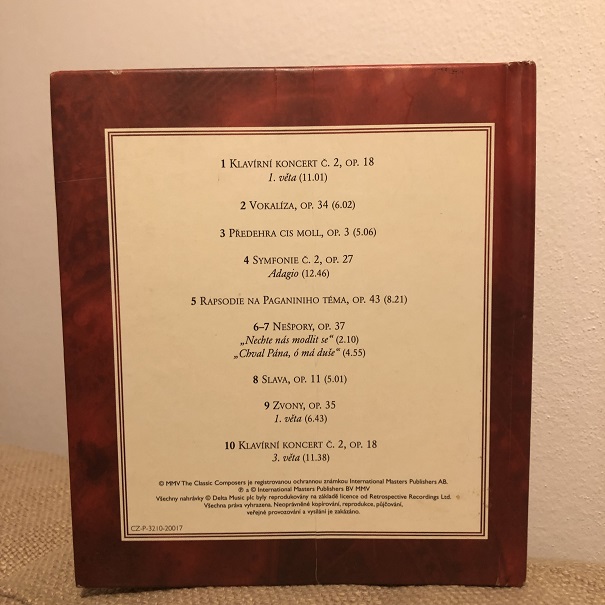 1 Klavírní koncert č. 2, op. 18
1. věta (11.01)
2 Vokalíza, op. 34 (6.02)
3 Předehra cis moll, op. 3 (5.06)
4 Symfonie č. 2, op. 27
Adagio (12.46)
5 Rapsodie na Paganiniho téma, op. 43 (8.21)
6–7 Nešpory, op. 37
„Nechte nás modlit se“ (2.10)
„Chval Pána, ó má duše“ (4.55)
8 Slava, op. 11 (5.01)
9 Zvony, op. 35
1. věta (6.43)
10 Klavírní koncert č. 2, op. 18
3. věta (11.38)
© MMV The Classic Composers je registrovanou ochrannou známkou International Masters Publishers AB.
℗ a © International Masters Publishers BV MMV
Všechny nahrávky © Delta Music plc byly reprodukovány na základě licence od Retrospective Recordings Ltd.
Všechna práva vyhrazena. Neoprávněné kopírování, reprodukce, půjčování,
veřejné provozování a vysílání je zakázáno.
CZ-P-3210-20017